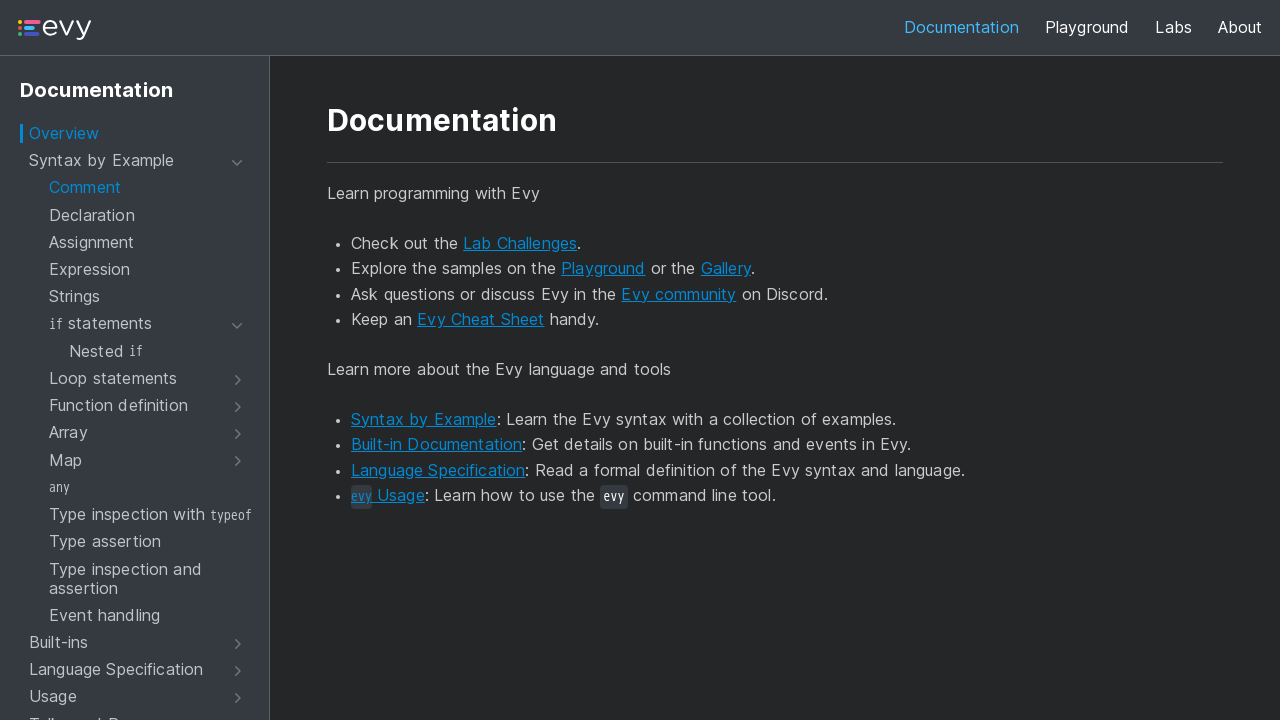 evy
Documentation
Playground
Labs
About
Documentation
Overview
Syntax by Example
Comment
Declaration
Assignment
Expression
Strings
if statements
Nested if
Loop statements
Function definition
Array
Map
any
Type inspection with typeof
Type assertion
Type inspection and
assertion
Event handling
Built-ins
Language Specification
Usage
Documentation
Learn programming with Evy
• Check out the Lab Challenges.
• Explore the samples on the Playground or the Gallery.
• Ask questions or discuss Evy in the Evy community on Discord.
• Keep an Evy Cheat Sheet handy.
Learn more about the Evy language and tools
• Syntax by Example: Learn the Evy syntax with a collection of examples.
• Built-in Documentation: Get details on built-in functions and events in Evy.
• Language Specification: Read a formal definition of the Evy syntax and language.
• evy Usage: Learn how to use the evy command line tool.